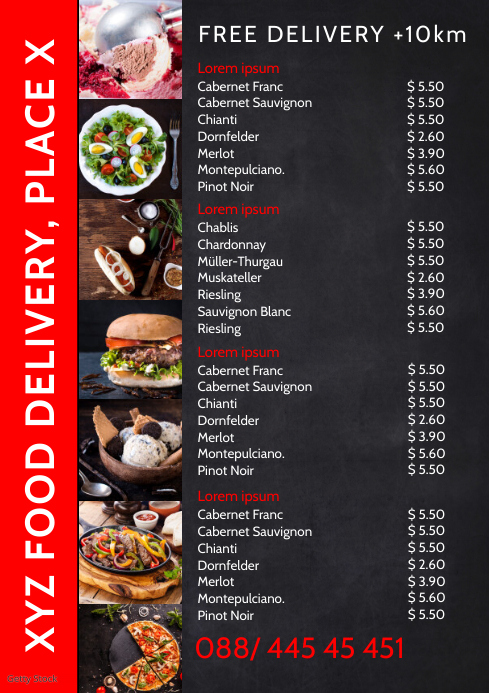 XYZ FOOD DELIVERY, PLACE X
FREE DELIVERY +10km
Lorem ipsum
Cabernet Franc $ 5.50
Cabernet Sauvignon $ 5.50
Chianti $ 5.50
Dornfelder $ 2.60
Merlot $ 3.90
Montepulciano. $ 5.60
Pinot Noir $ 5.50
Lorem ipsum
Chablis $ 5.50
Chardonnay $ 5.50
Müller-Thurgau $ 5.50
Muskateller $ 2.60
Riesling $ 3.90
Sauvignon Blanc $ 5.60
Riesling $ 5.50
Lorem ipsum
Cabernet Franc $ 5.50
Cabernet Sauvignon $ 5.50
Chianti $ 5.50
Dornfelder $ 2.60
Merlot $ 3.90
Montepulciano. $ 5.60
Pinot Noir $ 5.50
Lorem ipsum
Cabernet Franc $ 5.50
Cabernet Sauvignon $ 5.50
Chianti $ 5.50
Dornfelder $ 2.60
Merlot $ 3.90
Montepulciano. $ 5.60
Pinot Noir $ 5.50
088/ 445 45 451
Getty Stock